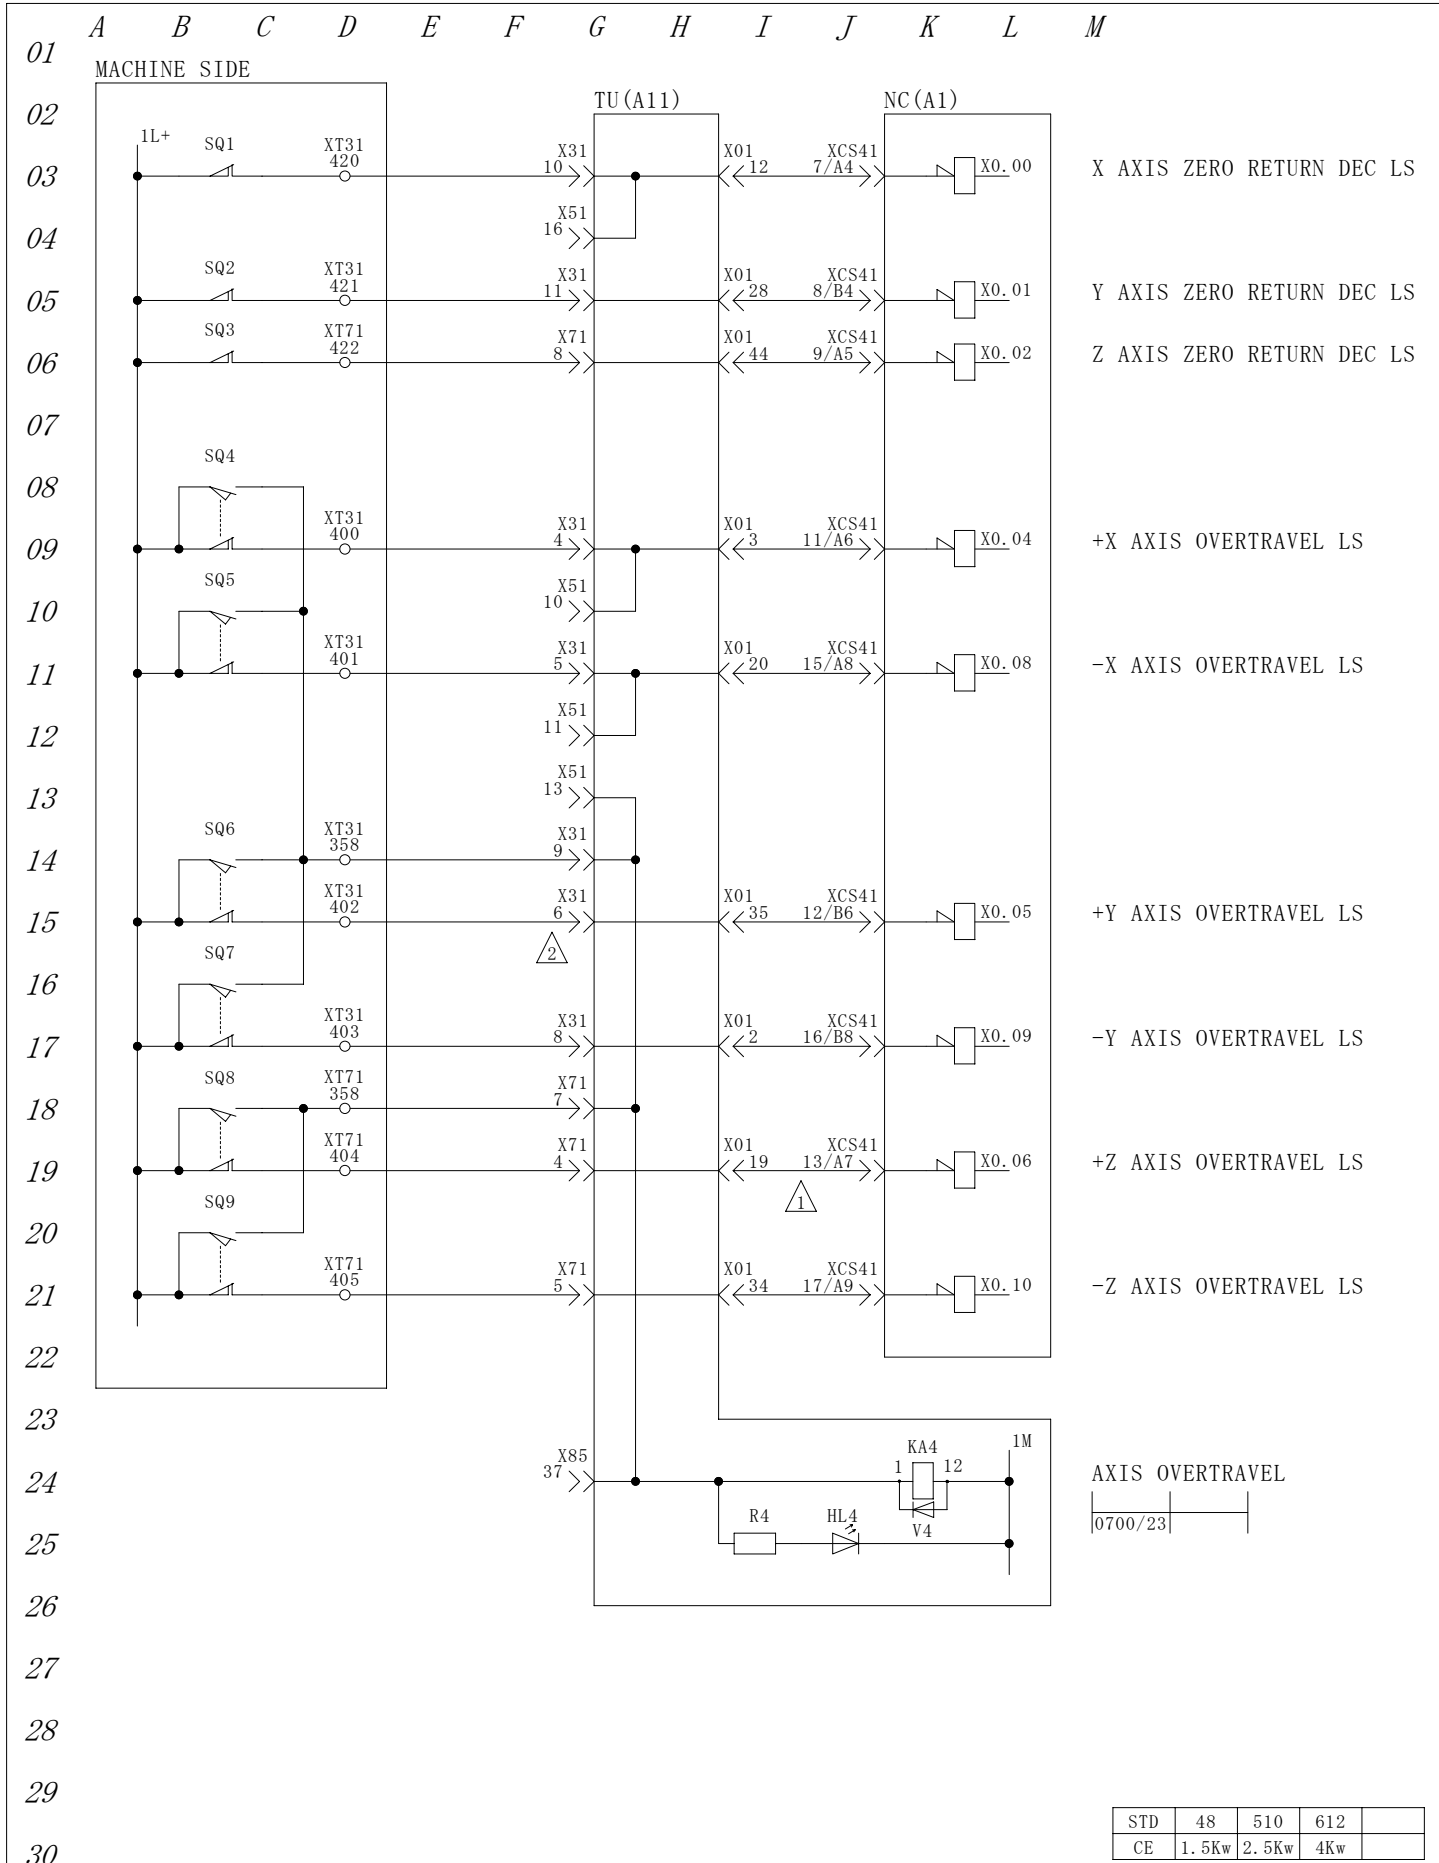 A B C D E F G H I J K L M
01
MACHINE SIDE
02
TU(A11) NC(A1)
1L+ SQ1 XT31 X31 X01 XCS41
03 420 10 12 7/A4 X0.00 X AXIS ZERO RETURN DEC LS
X51
04 16
SQ2 XT31 X31 X01 XCS41
05 421 11 28 8/B4 X0.01 Y AXIS ZERO RETURN DEC LS
SQ3 XT71 X71 X01 XCS41
06 422 8 44 9/A5 X0.02 Z AXIS ZERO RETURN DEC LS
07
SQ4
08
XT31 X31 X01 XCS41
09 400 4 3 11/A6 X0.04 +X AXIS OVERTRAVEL LS
SQ5 X51
10 10
XT31 X31 X01 XCS41
11 401 5 20 15/A8 X0.08 -X AXIS OVERTRAVEL LS
X51
12 11
X51
13 13
SQ6 XT31 X31
14 358 9
XT31 X31 X01 XCS41
15 402 6 35 12/B6 X0.05 +Y AXIS OVERTRAVEL LS
SQ7 2
16
XT31 X31 X01 XCS41
17 403 8 2 16/B8 X0.09 -Y AXIS OVERTRAVEL LS
SQ8 XT71 X71
18 358 7
XT71 X71 X01 XCS41
19 404 4 19 13/A7 X0.06 +Z AXIS OVERTRAVEL LS
SQ9 1
20
XT71 X71 X01 XCS41
21 405 5 34 17/A9 X0.10 -Z AXIS OVERTRAVEL LS
22
23
X85 KA4 1M
24 37 1 12 AXIS OVERTRAVEL
R4 HL4 V4 0700/23
25
26
27
28
29
STD 48 510 612
30 CE 1.5Kw 2.5Kw 4Kw